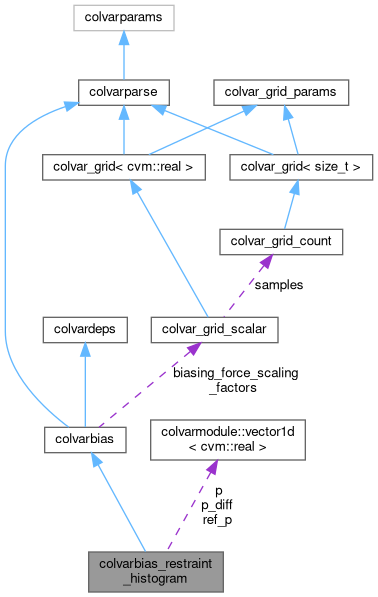 colvarparams
colvarparse
colvar_grid_params
colvar_grid< cvm::real >
colvar_grid< size_t >
colvar_grid_count
samples
colvardeps
colvar_grid_scalar
biasing_force_scaling
_factors
colvarbias
colvarmodule::vector1d
< cvm::real >
p
p_diff
ref_p
colvarbias_restraint
_histogram